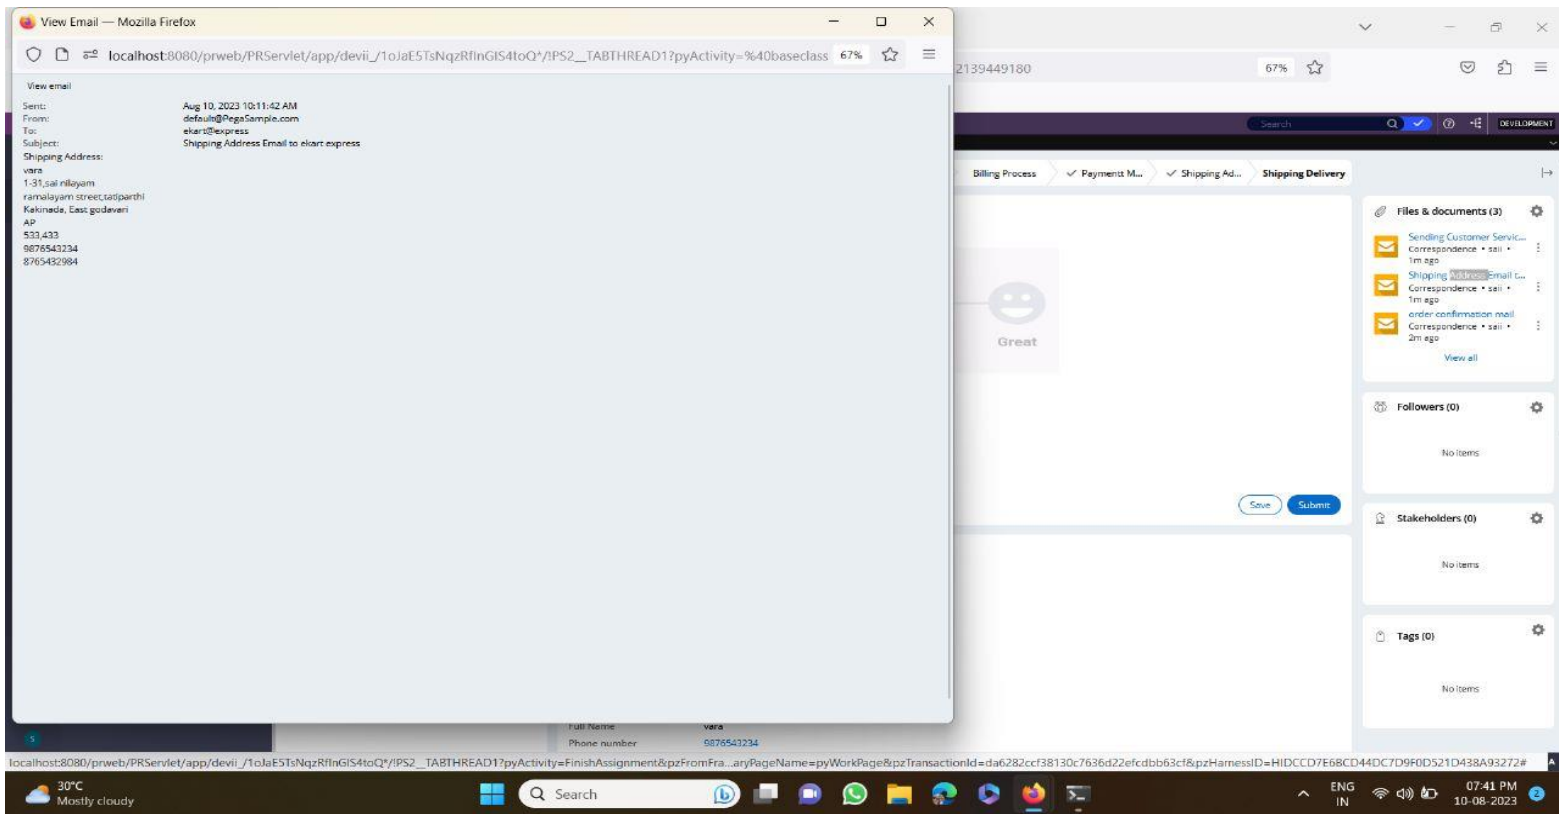 View Email — Mozilla Firefox
localhost:8080/prweb/PRServlet/app/devii_/1oJaE5TsNqzRfInGIS4toQ*/!PS2__TABTHREAD1?pyActivity=%40baseclass 67%
View email
Sent: Aug 10, 2023 10:11:42 AM
From: default@PegaSample.com
To: ekart@express
Subject: Shipping Address Email to ekart express
Shipping Address:
vara
1-31,sai nilayam
ramalayam street,tatiparthi
Kakinada, East godavari
AP
533,433
9876543234
8765432984
2139449180 67%
Search
DEVELOPMENT
Billing Process
Paymentt M...
Shipping Ad...
Shipping Delivery
Great
Save
Submit
Files & documents (3)
Sending Customer Servic...
Correspondence • saii •
1m ago
Shipping Address Email t...
Correspondence • saii •
1m ago
order confirmation mail
Correspondence • saii •
2m ago
View all
Followers (0)
No items
Stakeholders (0)
No items
Tags (0)
No items
Full Name vara
Phone number 9876543234
S
localhost:8080/prweb/PRServlet/app/devii_/1oJaE5TsNqzRfInGIS4toQ*/!PS2__TABTHREAD1?pyActivity=FinishAssignment&pzFromFra...aryPageName=pyWorkPage&pzTransactionId=da6282ccf38130c7636d22efcdbb63cf&pzHarnessID=HIDCCD7E6BCD44DC7D9F0D521D438A93272#
30°C
Mostly cloudy
Search
ENG
IN
07:41 PM
10-08-2023
2